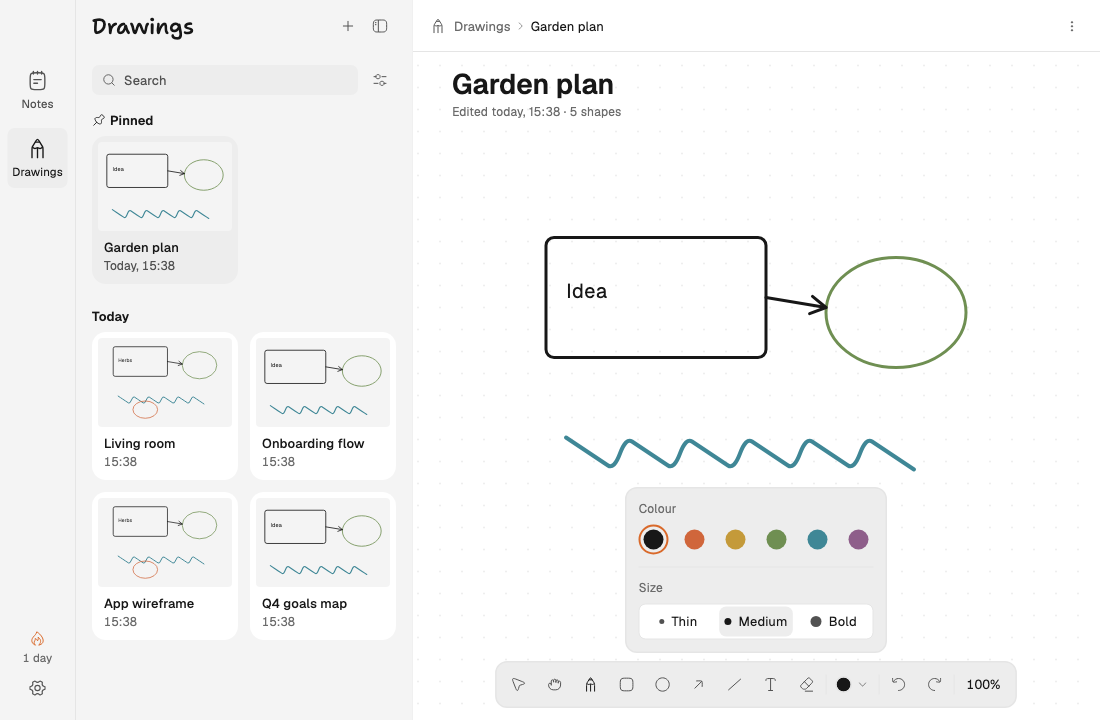 Notes
Drawings
1 day
Drawings
Search
Pinned
Idea
Garden plan
Today, 15:38
Today
Herbs
Living room
15:38
Idea
Onboarding flow
15:38
Herbs
App wireframe
15:38
Idea
Q4 goals map
15:38
Drawings > Garden plan
Garden plan
Edited today, 15:38 · 5 shapes
Idea
Colour
Size
Thin Medium Bold
100%